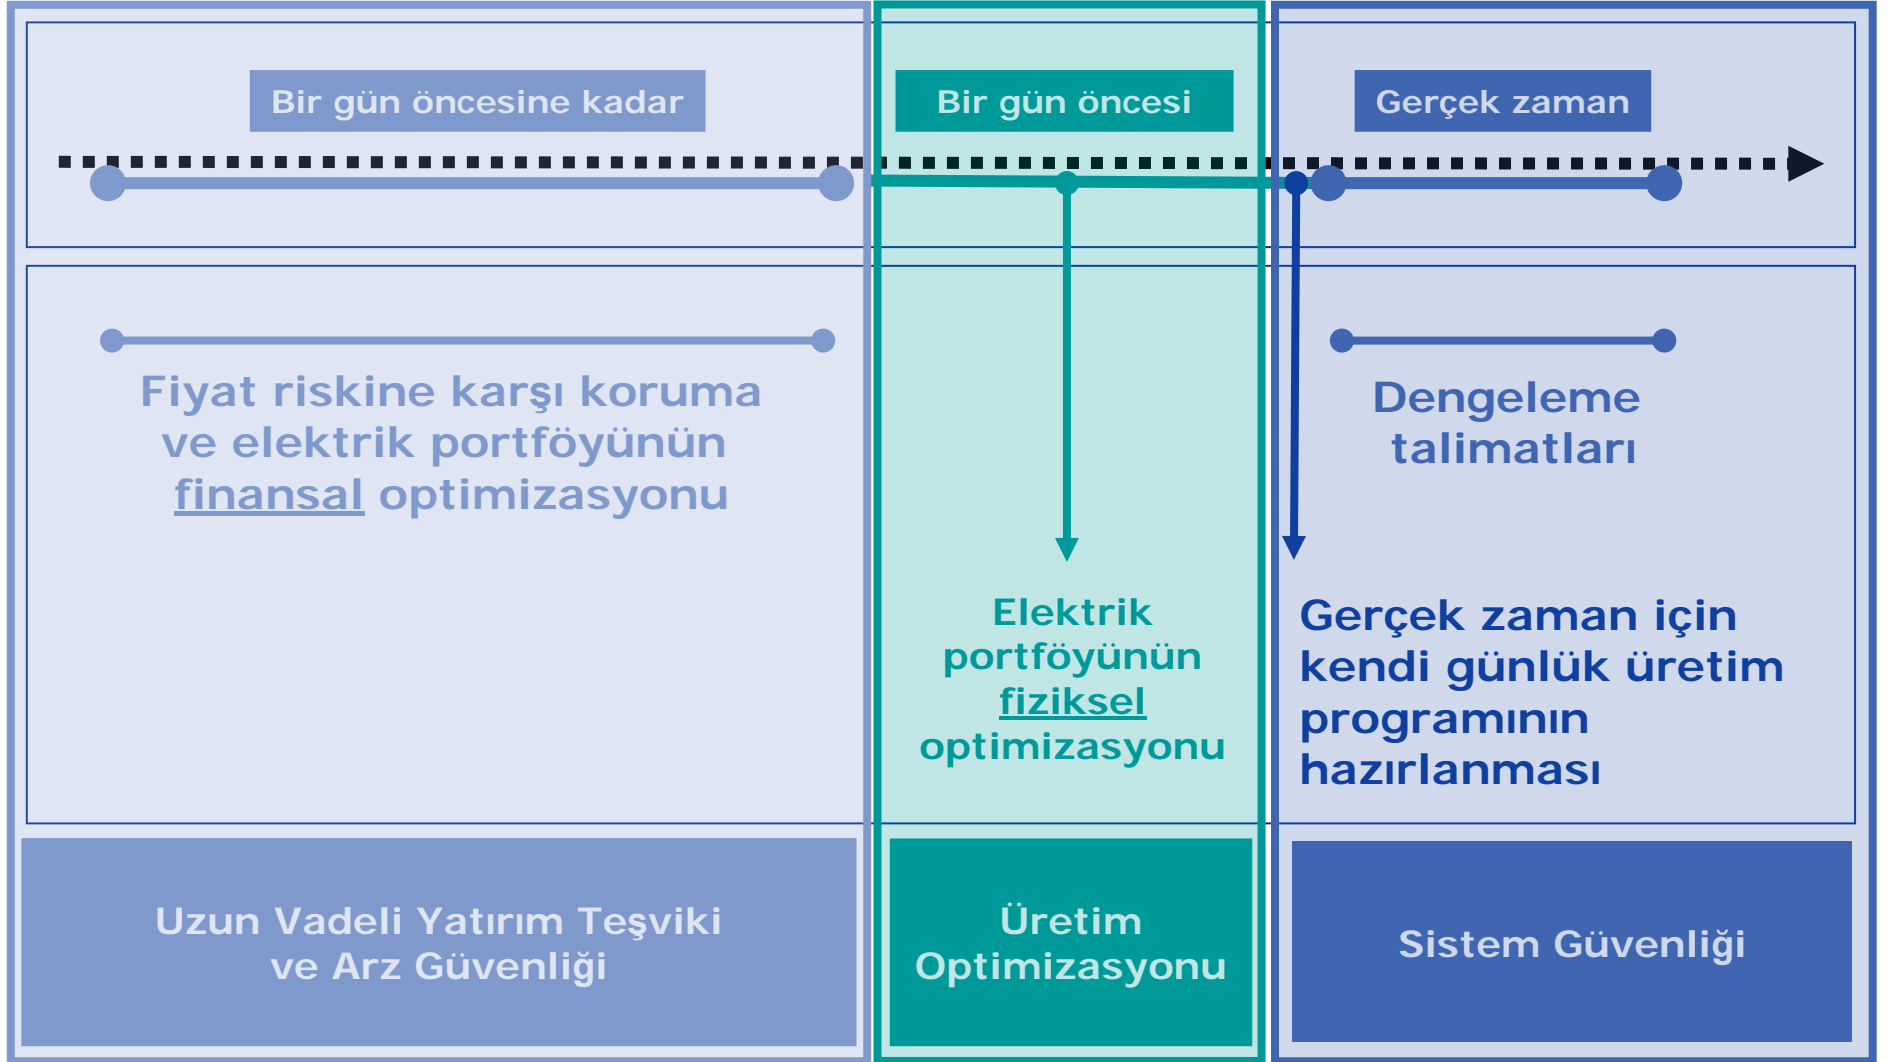 Bir gün öncesine kadar
Bir gün öncesi
Gerçek zaman
Fiyat riskine karşı koruma
ve elektrik portföyünün
finansal optimizasyonu
Dengeleme
talimatları
Elektrik
portföyünün
fiziksel
optimizasyonu
Gerçek zaman için
kendi günlük üretim
programının
hazırlanması
Uzun Vadeli Yatırım Teşviki
ve Arz Güvenliği
Üretim
Optimizasyonu
Sistem Güvenliği